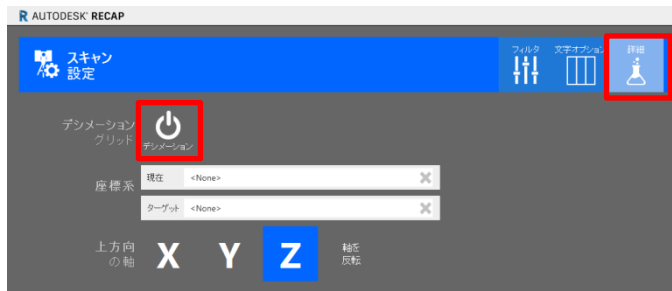 R AUTODESK® RECAP
スキャン
設定
フィルタ
文字オプション
詳細
デシメーション
グリッド
デシメーション
座標系
現在 <None>
ターゲット <None>
上方向
の軸
X Y Z
軸を
反転